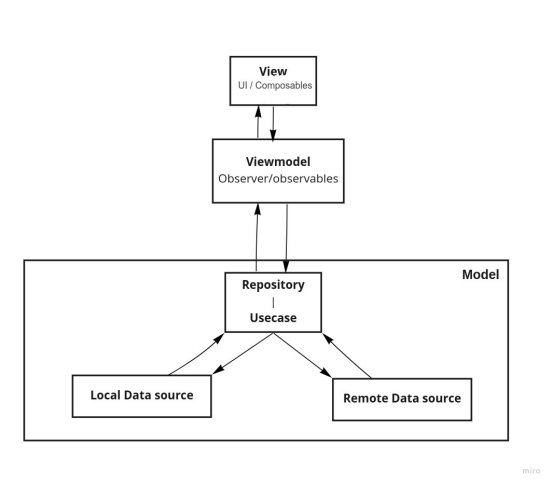 View
UI / Composables
Viewmodel
Observer/observables
Model
Repository
|
Usecase
Local Data source
Remote Data source
miro